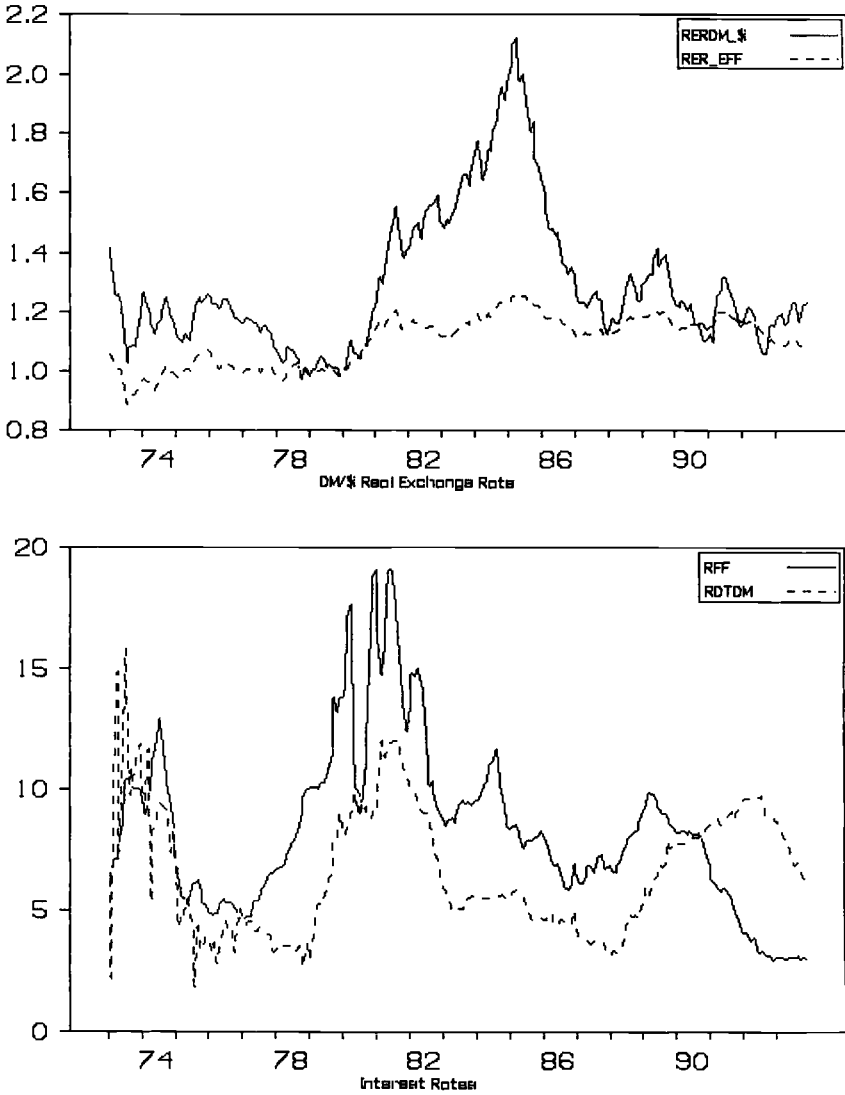 2.2
RERDM_$
RER_EFF
2.0
1.8
1.6
1.4
1.2
1.0
0.8
74 78 82 86 90
DM/$ Real Exchange Rate
20
RFF
RDTDM
15
10
5
0
74 78 82 86 90
Interest Rates